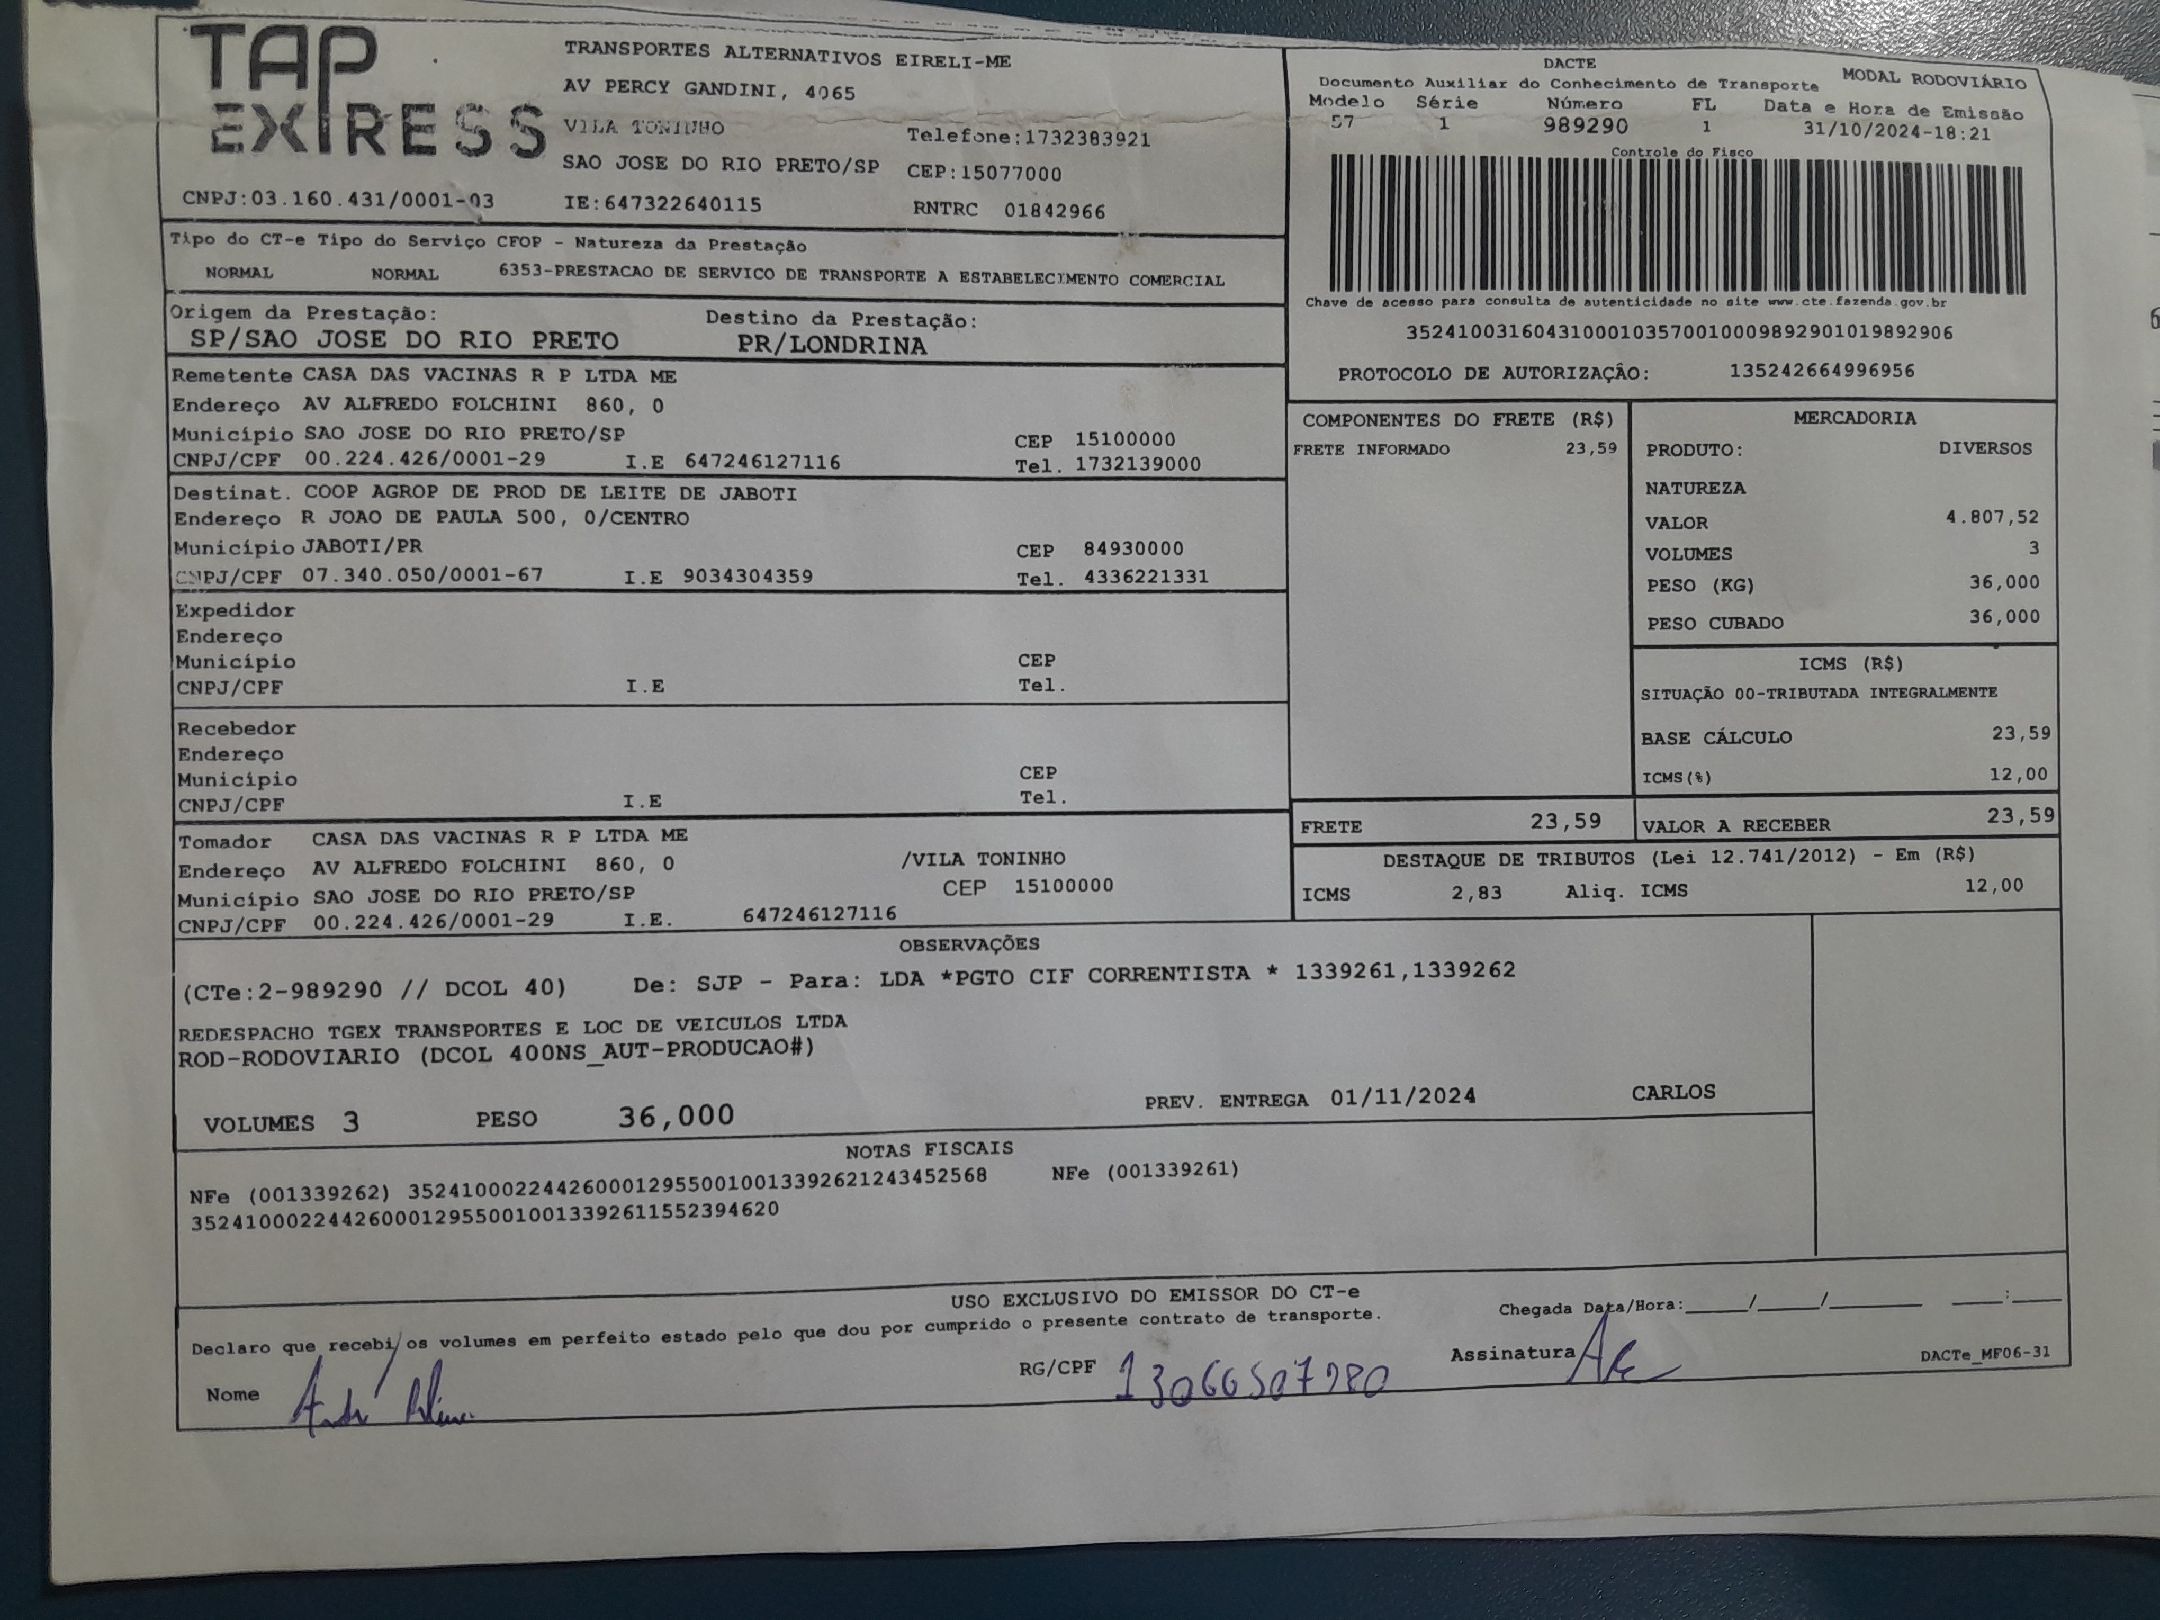 TAP EXPRESS
TRANSPORTES ALTERNATIVOS EIRELI-ME
AV PERCY GANDINI, 4065
VILA TONINHO
Telefone:1732383921
SAO JOSE DO RIO PRETO/SP CEP:15077000
CNPJ:03.160.431/0001-03 IE:647322640115 RNTRC 01842966
DACTE
Documento Auxiliar do Conhecimento de Transporte MODAL RODOVIÁRIO
Modelo Série Número FL Data e Hora de Emissão
57 1 989290 1 31/10/2024-18:21
Controle do Fisco
Chave de acesso para consulta de autenticidade no site www.cte.fazenda.gov.br
35241003160431000103570010009892901019892906
PROTOCOLO DE AUTORIZAÇÃO: 135242664996956
Tipo do CT-e Tipo do Serviço CFOP - Natureza da Prestação
NORMAL NORMAL 6353-PRESTACAO DE SERVICO DE TRANSPORTE A ESTABELECIMENTO COMERCIAL
Origem da Prestação: Destino da Prestação:
SP/SAO JOSE DO RIO PRETO PR/LONDRINA
Remetente CASA DAS VACINAS R P LTDA ME
Endereço AV ALFREDO FOLCHINI 860, 0
Município SAO JOSE DO RIO PRETO/SP CEP 15100000
CNPJ/CPF 00.224.426/0001-29 I.E 647246127116 Tel. 1732139000
Destinat. COOP AGROP DE PROD DE LEITE DE JABOTI
Endereço R JOAO DE PAULA 500, 0/CENTRO
Município JABOTI/PR CEP 84930000
CNPJ/CPF 07.340.050/0001-67 I.E 9034304359 Tel. 4336221331
Expedidor
Endereço
Município CEP
CNPJ/CPF I.E Tel.
Recebedor
Endereço
Município CEP
CNPJ/CPF I.E Tel.
Tomador CASA DAS VACINAS R P LTDA ME
Endereço AV ALFREDO FOLCHINI 860, 0 /VILA TONINHO
Município SAO JOSE DO RIO PRETO/SP CEP 15100000
CNPJ/CPF 00.224.426/0001-29 I.E. 647246127116
COMPONENTES DO FRETE (R$)
FRETE INFORMADO 23,59
MERCADORIA
PRODUTO: DIVERSOS
NATUREZA
VALOR 4.807,52
VOLUMES 3
PESO (KG) 36,000
PESO CUBADO 36,000
ICMS (R$)
SITUAÇÃO 00-TRIBUTADA INTEGRALMENTE
BASE CÁLCULO 23,59
ICMS(%) 12,00
FRETE 23,59 VALOR A RECEBER 23,59
DESTAQUE DE TRIBUTOS (Lei 12.741/2012) - Em (R$)
ICMS 2,83 Aliq. ICMS 12,00
OBSERVAÇÕES
(CTe:2-989290 // DCOL 40) De: SJP - Para: LDA *PGTO CIF CORRENTISTA * 1339261,1339262
REDESPACHO TGEX TRANSPORTES E LOC DE VEICULOS LTDA
ROD-RODOVIARIO (DCOL 400NS_AUT-PRODUCAO#)
VOLUMES 3 PESO 36,000 PREV. ENTREGA 01/11/2024 CARLOS
NOTAS FISCAIS
NFe (001339262) 35241000224426000129550010013392621243452568 NFe (001339261)
35241000224426000129550010013392611552394620
USO EXCLUSIVO DO EMISSOR DO CT-e
Declaro que recebi os volumes em perfeito estado pelo que dou por cumprido o presente contrato de transporte. Chegada Data/Hora:____/____/______ ___:___
Nome RG/CPF Assinatura DACTe_MF06-31